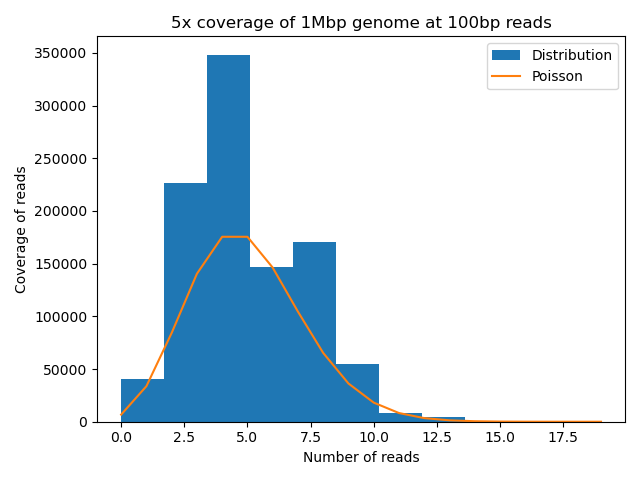 5x coverage of 1Mbp genome at 100bp reads
Distribution
Poisson
Coverage of reads
350000
300000
250000
200000
150000
100000
50000
0
0.0 2.5 5.0 7.5 10.0 12.5 15.0 17.5
Number of reads